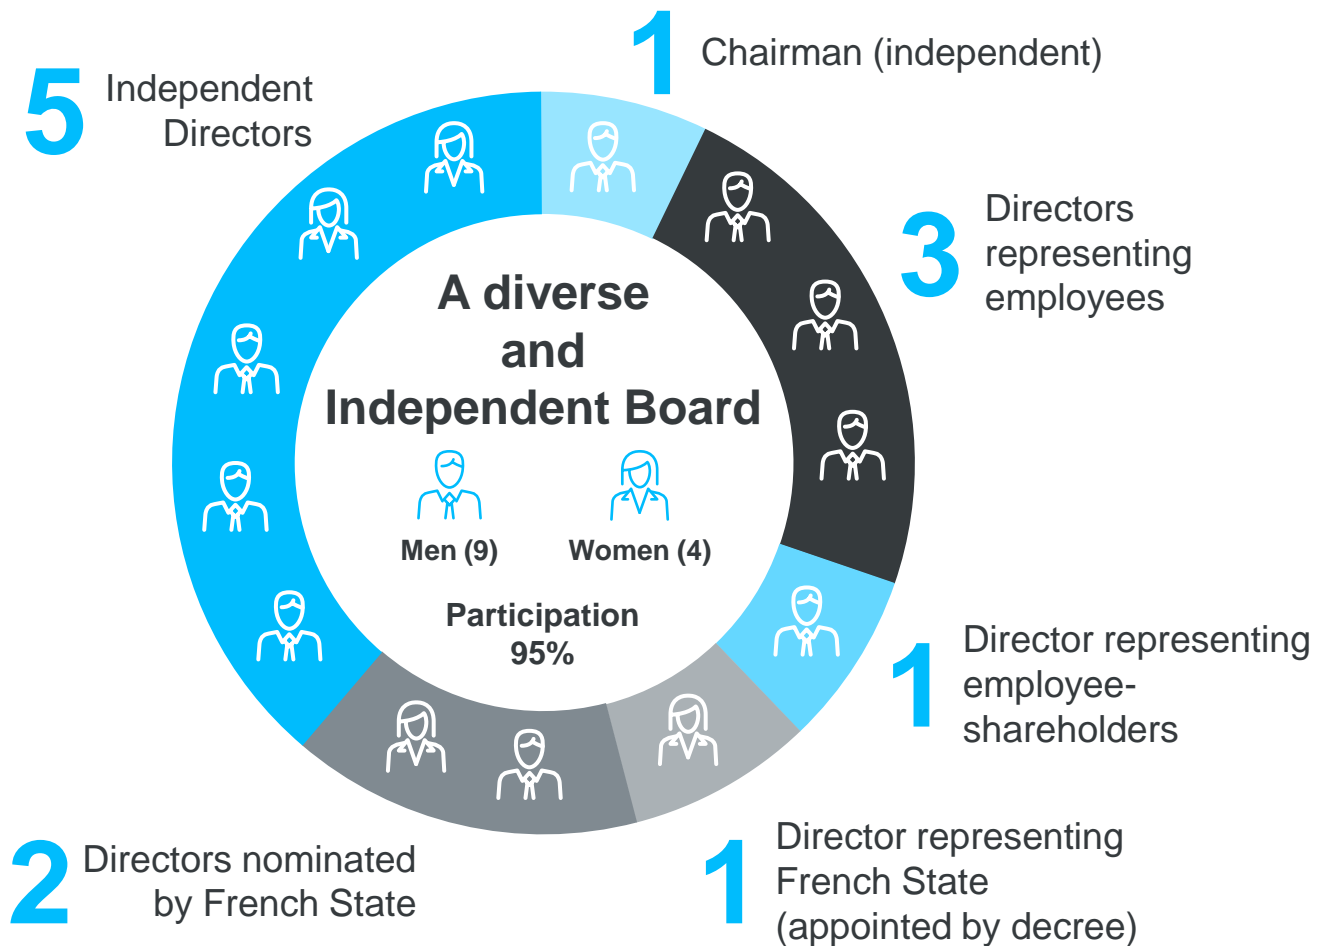 1 Chairman (independent)
5 Independent
Directors
3 Directors
representing
employees
A diverse
and
Independent Board
Men (9) Women (4)
Participation
95%
1 Director representing
employee-
shareholders
2 Directors nominated
by French State
1 Director representing
French State
(appointed by decree)